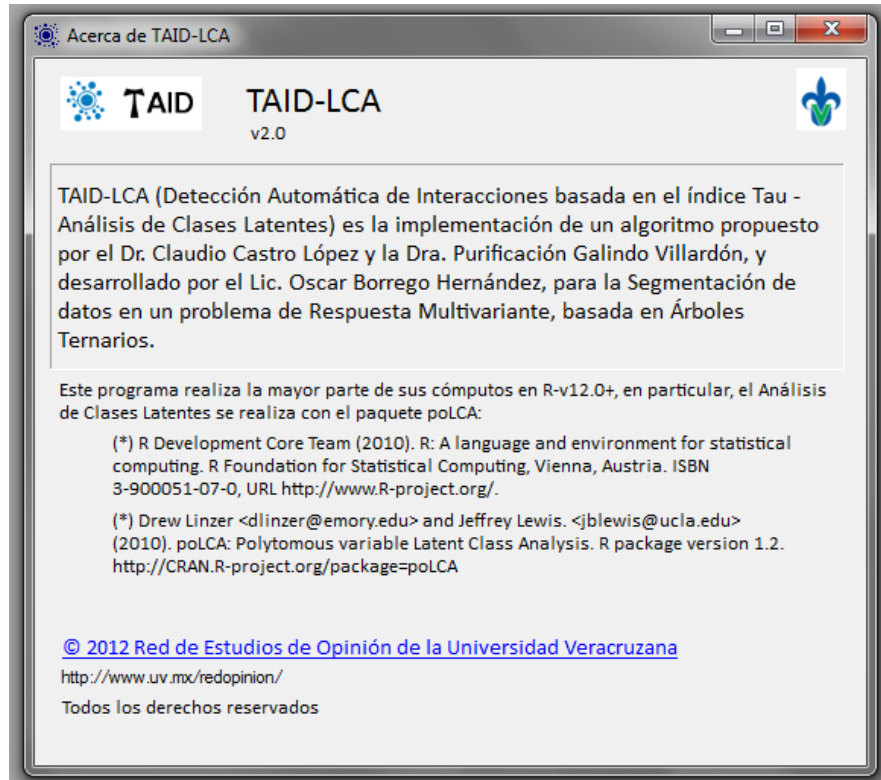 Acerca de TAID-LCA
TAID
TAID-LCA
v2.0
TAID-LCA (Detección Automática de Interacciones basada en el índice Tau -
Análisis de Clases Latentes) es la implementación de un algoritmo propuesto
por el Dr. Claudio Castro López y la Dra. Purificación Galindo Villardón, y
desarrollado por el Lic. Oscar Borrego Hernández, para la Segmentación de
datos en un problema de Respuesta Multivariante, basada en Árboles
Ternarios.
Este programa realiza la mayor parte de sus cómputos en R-v12.0+, en particular, el Análisis
de Clases Latentes se realiza con el paquete poLCA:
(*) R Development Core Team (2010). R: A language and environment for statistical
computing. R Foundation for Statistical Computing, Vienna, Austria. ISBN
3-900051-07-0, URL http://www.R-project.org/.
(*) Drew Linzer <dlinzer@emory.edu> and Jeffrey Lewis. <jblewis@ucla.edu>
(2010). poLCA: Polytomous variable Latent Class Analysis. R package version 1.2.
http://CRAN.R-project.org/package=poLCA
© 2012 Red de Estudios de Opinión de la Universidad Veracruzana
http://www.uv.mx/redopinion/
Todos los derechos reservados